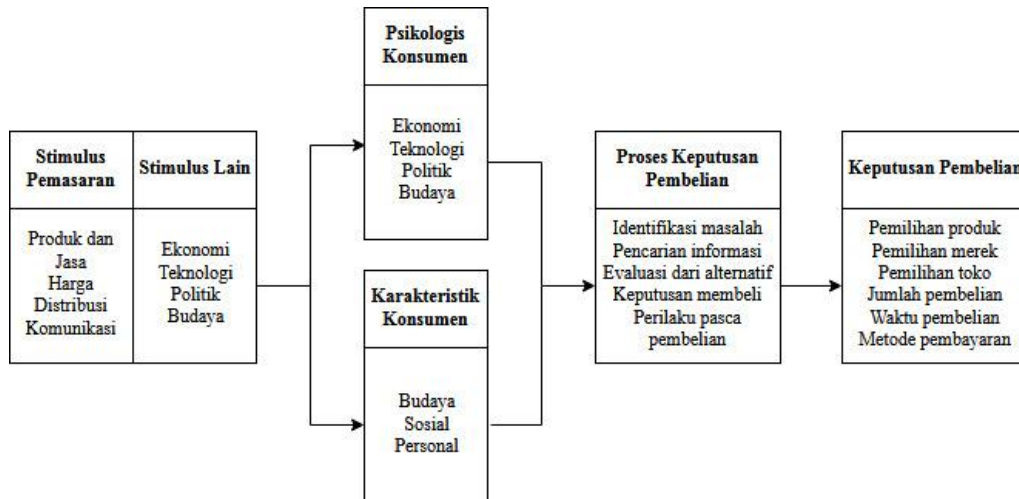 Stimulus
Pemasaran
Produk dan
Jasa
Harga
Distribusi
Komunikasi
Stimulus Lain
Ekonomi
Teknologi
Politik
Budaya
Psikologis
Konsumen
Ekonomi
Teknologi
Politik
Budaya
Karakteristik
Konsumen
Budaya
Sosial
Personal
Proses Keputusan
Pembelian
Identifikasi masalah
Pencarian informasi
Evaluasi dari alternatif
Keputusan membeli
Perilaku pasca
pembelian
Keputusan Pembelian
Pemilihan produk
Pemilihan merek
Pemilihan toko
Jumlah pembelian
Waktu pembelian
Metode pembayaran